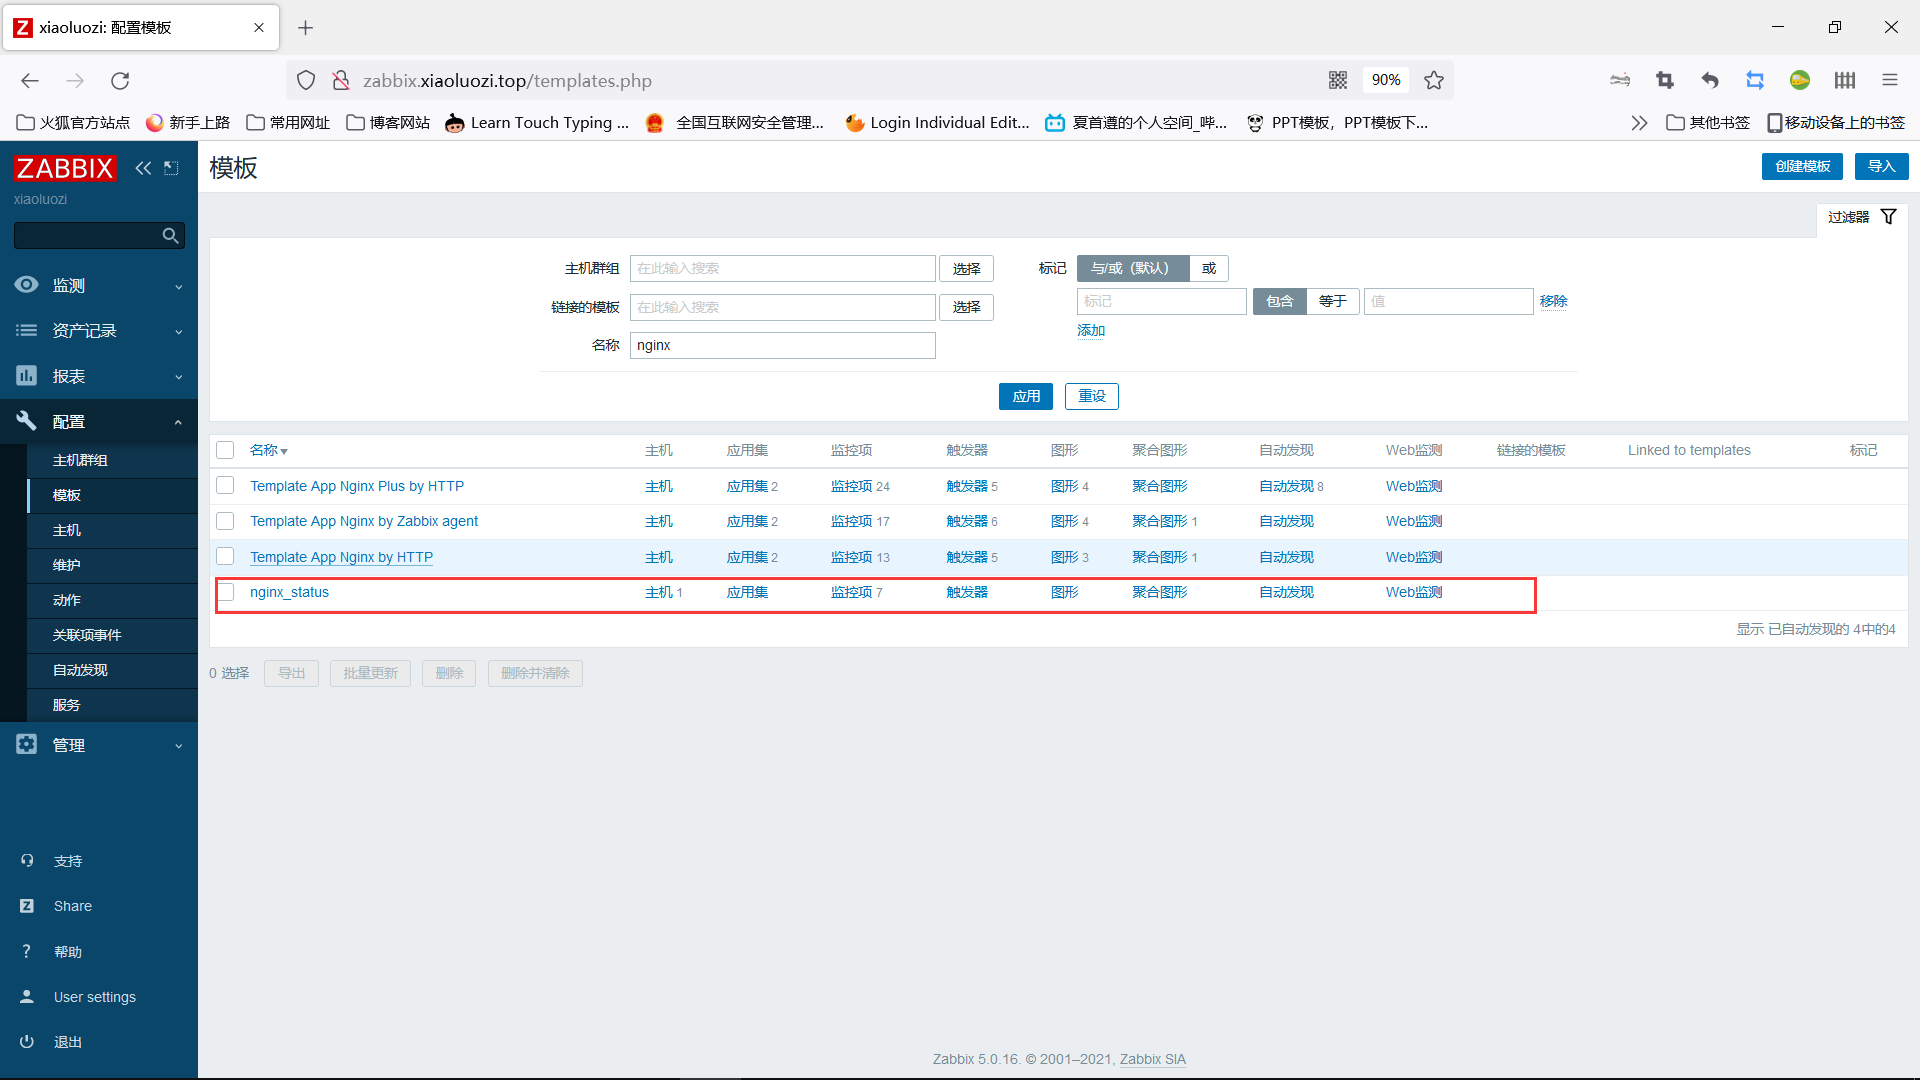 xiaoluozi: 配置模板
zabbix.xiaoluozi.top/templates.php
90%
火狐官方站点 新手上路 常用网址 博客网站 Learn Touch Typing ... 全国互联网安全管理... Login Individual Edit... 夏首遵的个人空间_哔... PPT模板，PPT模板下... 其他书签 移动设备上的书签
ZABBIX
xiaoluozi
监测
资产记录
报表
配置
主机群组
模板
主机
维护
动作
关联项事件
自动发现
服务
管理
支持
Share
帮助
User settings
退出
模板
创建模板 导入
过滤器
主机群组 在此输入搜索 选择 标记 与/或（默认） 或
标记 包含 等于 值 移除
链接的模板 在此输入搜索 选择
添加
名称 nginx
应用 重设
名称 主机 应用集 监控项 触发器 图形 聚合图形 自动发现 Web监测 链接的模板 Linked to templates 标记
Template App Nginx Plus by HTTP 主机 应用集 2 监控项 24 触发器 5 图形 4 聚合图形 自动发现 8 Web监测
Template App Nginx by Zabbix agent 主机 应用集 2 监控项 17 触发器 6 图形 4 聚合图形 1 自动发现 Web监测
Template App Nginx by HTTP 主机 应用集 2 监控项 13 触发器 5 图形 3 聚合图形 1 自动发现 Web监测
nginx_status 主机 1 应用集 监控项 7 触发器 图形 聚合图形 自动发现 Web监测
显示 已自动发现的 4中的4
0 选择 导出 批量更新 删除 删除并清除
Zabbix 5.0.16. © 2001–2021, Zabbix SIA